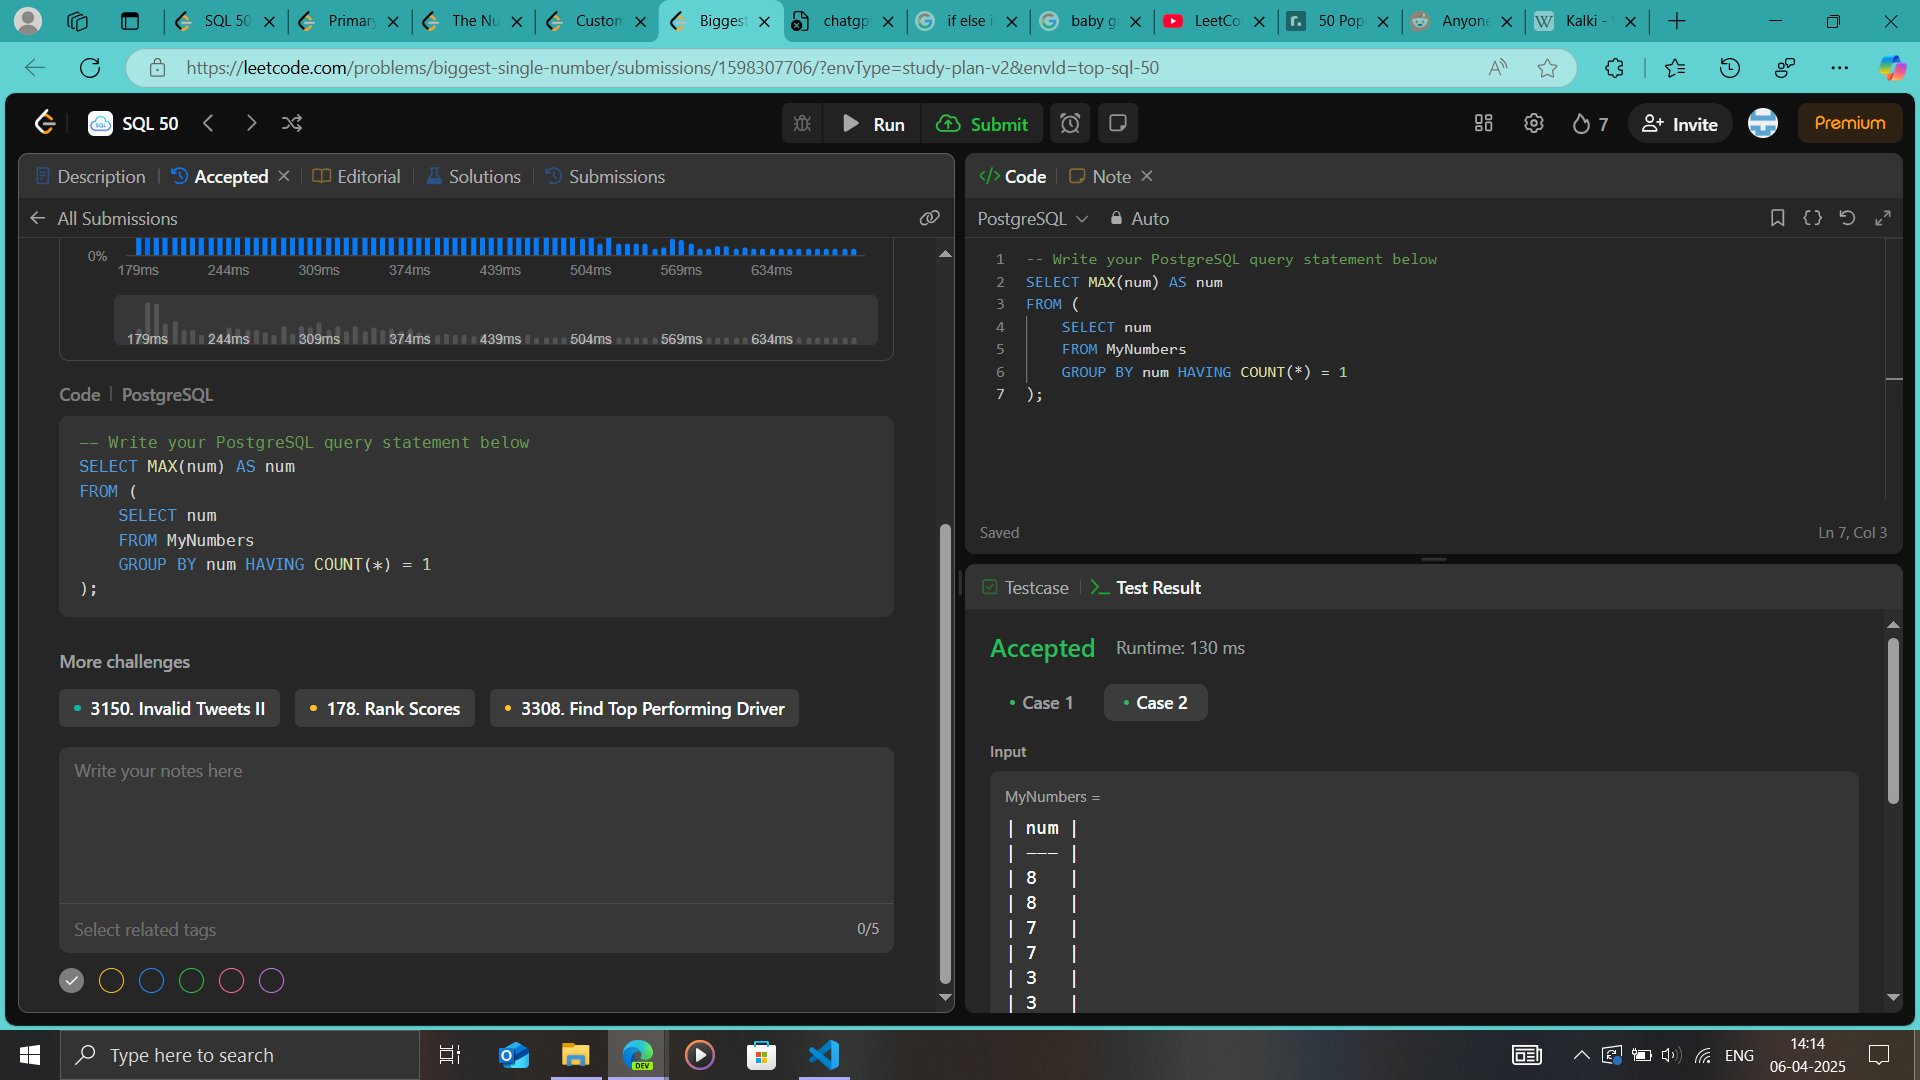 SQL 50
Primary
The Nu
Custom
Biggest
chatgp
if else i
baby g
LeetCo
50 Pop
Anyone
Kalki -
https://leetcode.com/problems/biggest-single-number/submissions/1598307706/?envType=study-plan-v2&envId=top-sql-50
SQL 50
Run
Submit
7
Invite
Premium
Description
Accepted
Editorial
Solutions
Submissions
All Submissions
0%
179ms 244ms 309ms 374ms 439ms 504ms 569ms 634ms
179ms 244ms 309ms 374ms 439ms 504ms 569ms 634ms
Code | PostgreSQL
-- Write your PostgreSQL query statement below
SELECT MAX(num) AS num
FROM (
    SELECT num
    FROM MyNumbers
    GROUP BY num HAVING COUNT(*) = 1
);
More challenges
3150. Invalid Tweets II
178. Rank Scores
3308. Find Top Performing Driver
Write your notes here
Select related tags
0/5
</> Code
Note
PostgreSQL
Auto
1 -- Write your PostgreSQL query statement below
2 SELECT MAX(num) AS num
3 FROM (
4     SELECT num
5     FROM MyNumbers
6     GROUP BY num HAVING COUNT(*) = 1
7 );
Saved
Ln 7, Col 3
Testcase
Test Result
Accepted
Runtime: 130 ms
Case 1
Case 2
Input
MyNumbers =
| num |
| --- |
| 8 |
| 8 |
| 7 |
| 7 |
| 3 |
| 3 |
Type here to search
DEV
ENG
14:14
06-04-2025